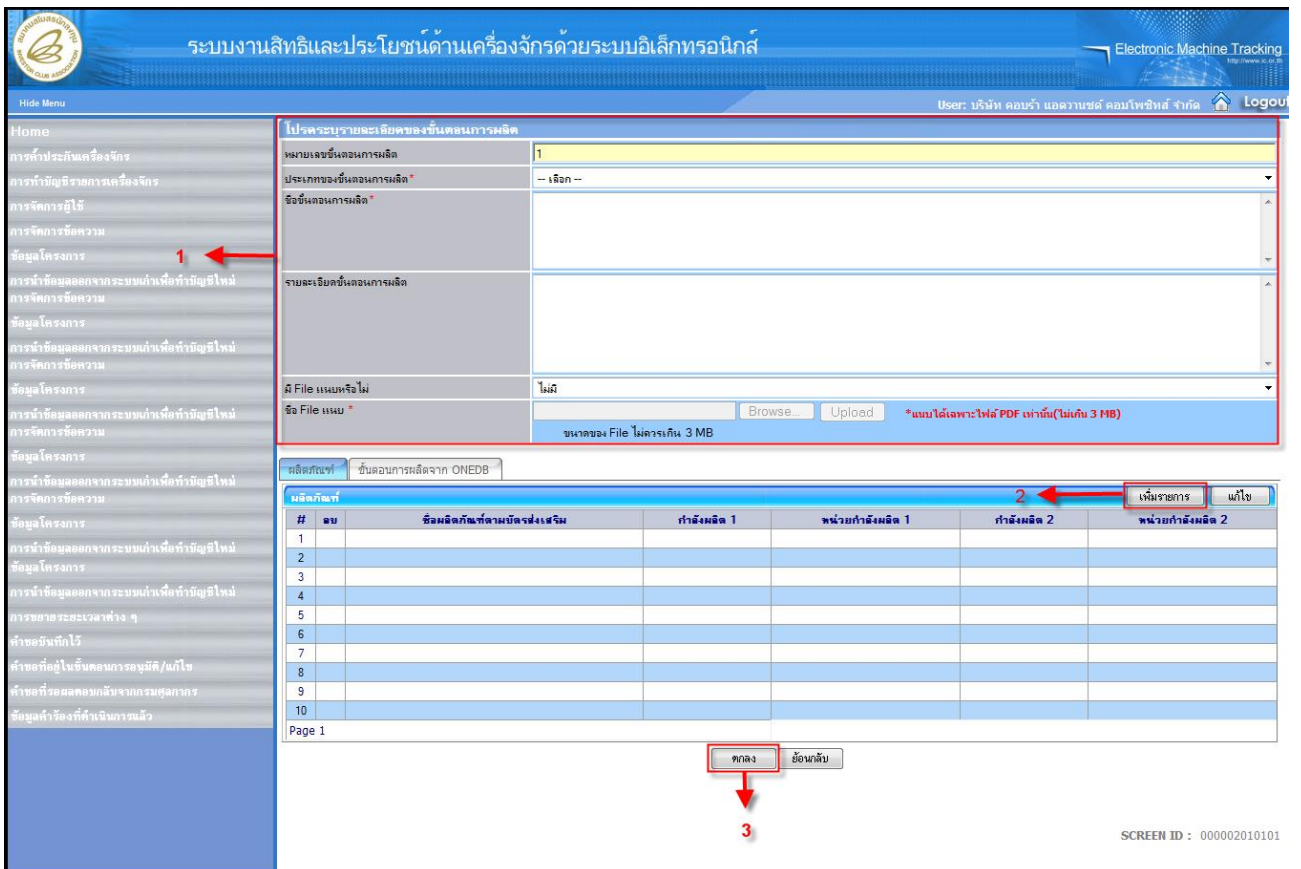 ระบบงานสิทธิและประโยชน์ด้านเครื่องจักรด้วยระบบอิเล็กทรอนิกส์
Electronic Machine Tracking
http://www.ic.or.th
Hide Menu
User: บริษัท คอบร้า แอดวานซด์ คอมโพซิทส์ จำกัด
Logout
Home
การค้ำประกันเครื่องจักร
การทำบัญชีรายการเครื่องจักร
การจัดการผู้ใช้
การจัดการข้อความ
ข้อมูลโครงการ
การนำข้อมูลออกจากระบบเก่าเพื่อทำบัญชีใหม่
การจัดการข้อความ
ข้อมูลโครงการ
การนำข้อมูลออกจากระบบเก่าเพื่อทำบัญชีใหม่
การจัดการข้อความ
ข้อมูลโครงการ
การนำข้อมูลออกจากระบบเก่าเพื่อทำบัญชีใหม่
การจัดการข้อความ
ข้อมูลโครงการ
การนำข้อมูลออกจากระบบเก่าเพื่อทำบัญชีใหม่
การจัดการข้อความ
ข้อมูลโครงการ
การนำข้อมูลออกจากระบบเก่าเพื่อทำบัญชีใหม่
ข้อมูลโครงการ
การนำข้อมูลออกจากระบบเก่าเพื่อทำบัญชีใหม่
การขยายระยะเวลาต่าง ๆ
คำขอบันทึกไว้
คำขอที่อยู่ในขั้นตอนการอนุมัติ/แก้ไข
คำขอที่รอผลตอบกลับจากกรมศุลกากร
ข้อมูลคำร้องที่ดำเนินการแล้ว
1
โปรดระบุรายละเอียดของขั้นตอนการผลิต
หมายเลขขั้นตอนการผลิต 1
ประเภทของขั้นตอนการผลิต* -- เลือก --
ชื่อขั้นตอนการผลิต*
รายละเอียดขั้นตอนการผลิต
มี File แนบหรือไม่ ไม่มี
ชื่อ File แนบ * Browse... Upload *แนบได้เฉพาะไฟล์ PDF เท่านั้น(ไม่เกิน 3 MB)
ขนาดของ File ไม่ควรเกิน 3 MB
ผลิตภัณฑ์ ขั้นตอนการผลิตจาก ONEDB
ผลิตภัณฑ์ 2 เพิ่มรายการ แก้ไข
# ลบ ชื่อผลิตภัณฑ์ตามบัตรส่งเสริม กำลังผลิต 1 หน่วยกำลังผลิต 1 กำลังผลิต 2 หน่วยกำลังผลิต 2
1
2
3
4
5
6
7
8
9
10
Page 1
ตกลง ย้อนกลับ
3
SCREEN ID : 000002010101